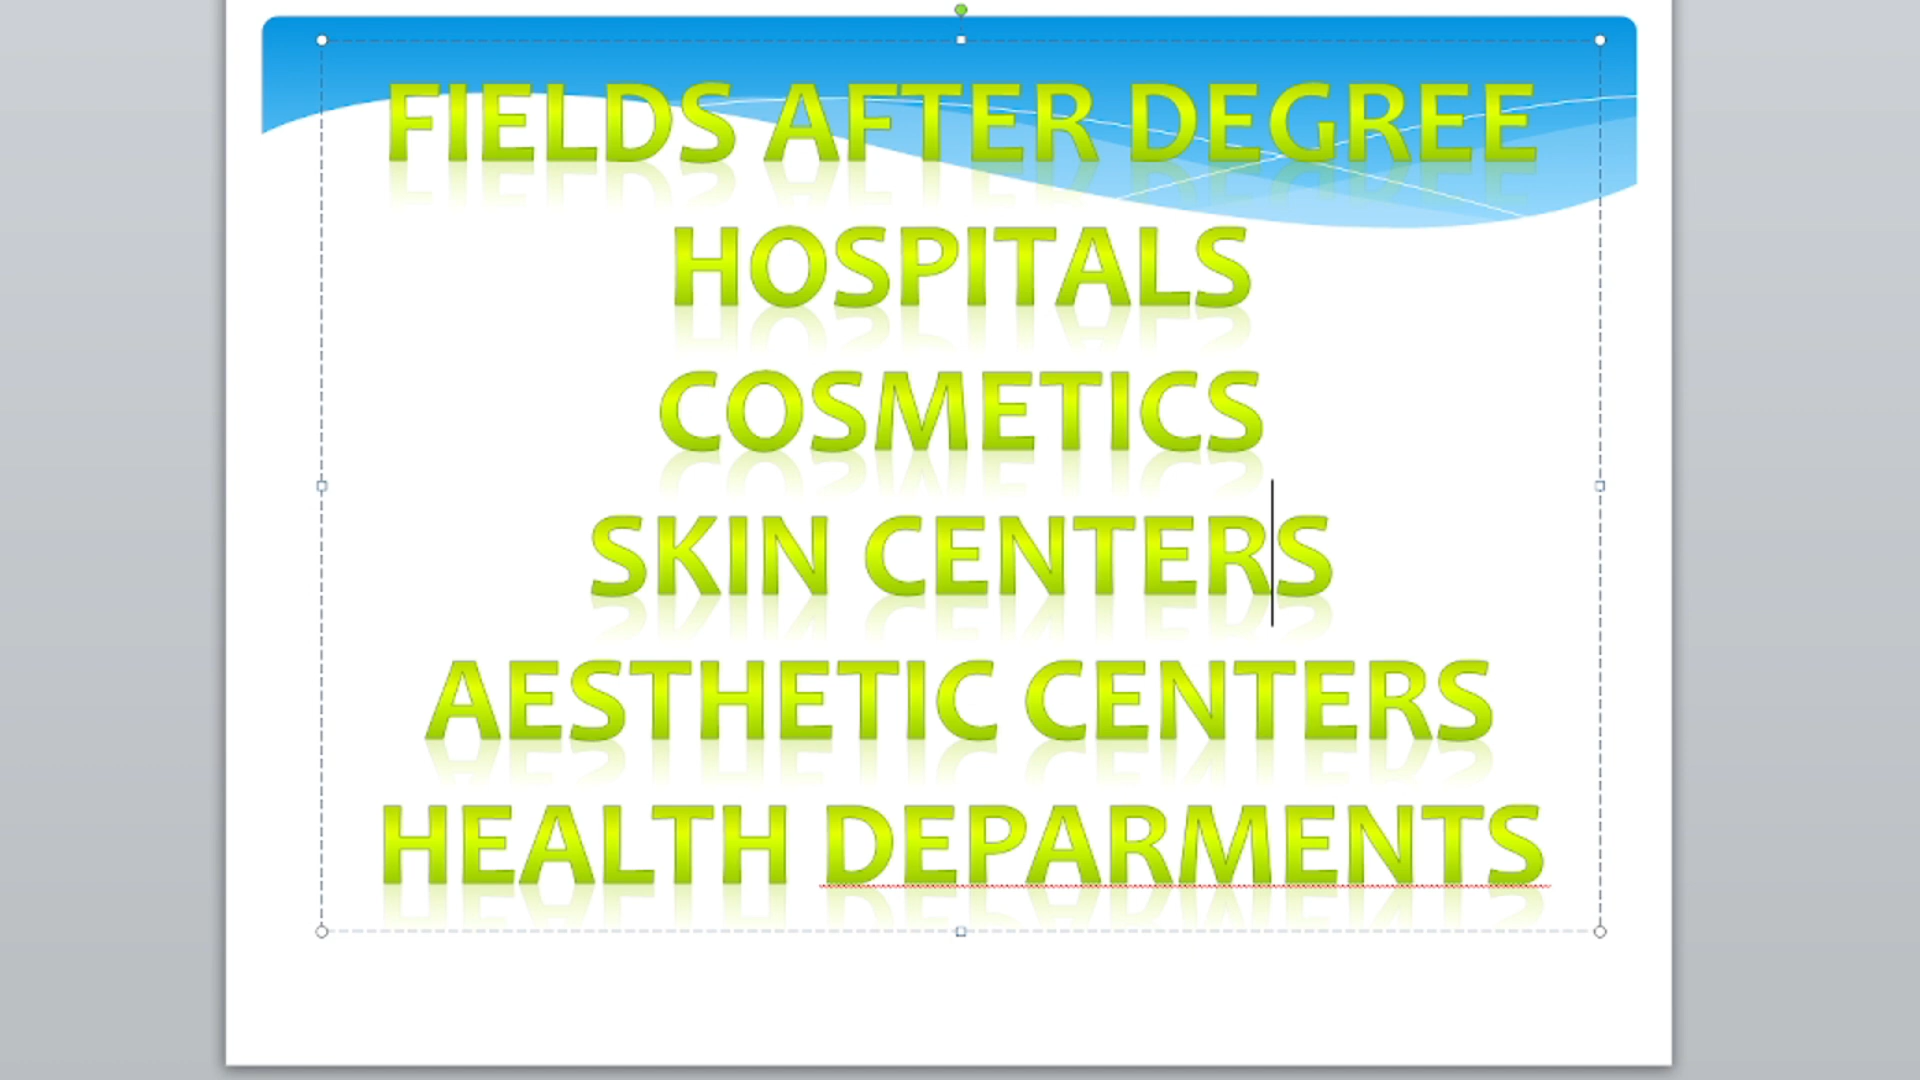 FIELDS AFTER DEGREE
HOSPITALS
COSMETICS
SKIN CENTERS
AESTHETIC CENTERS
HEALTH DEPARMENTS